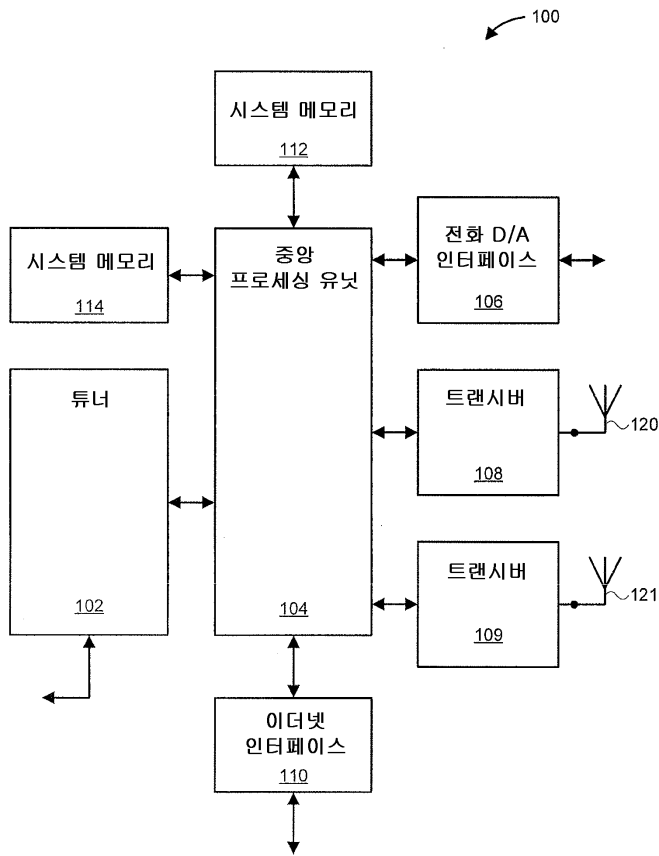 100
시스템 메모리
112
시스템 메모리
114
중앙
프로세싱 유닛
104
전화 D/A
인터페이스
106
튜너
102
트랜시버
108
120
트랜시버
109
121
이더넷
인터페이스
110